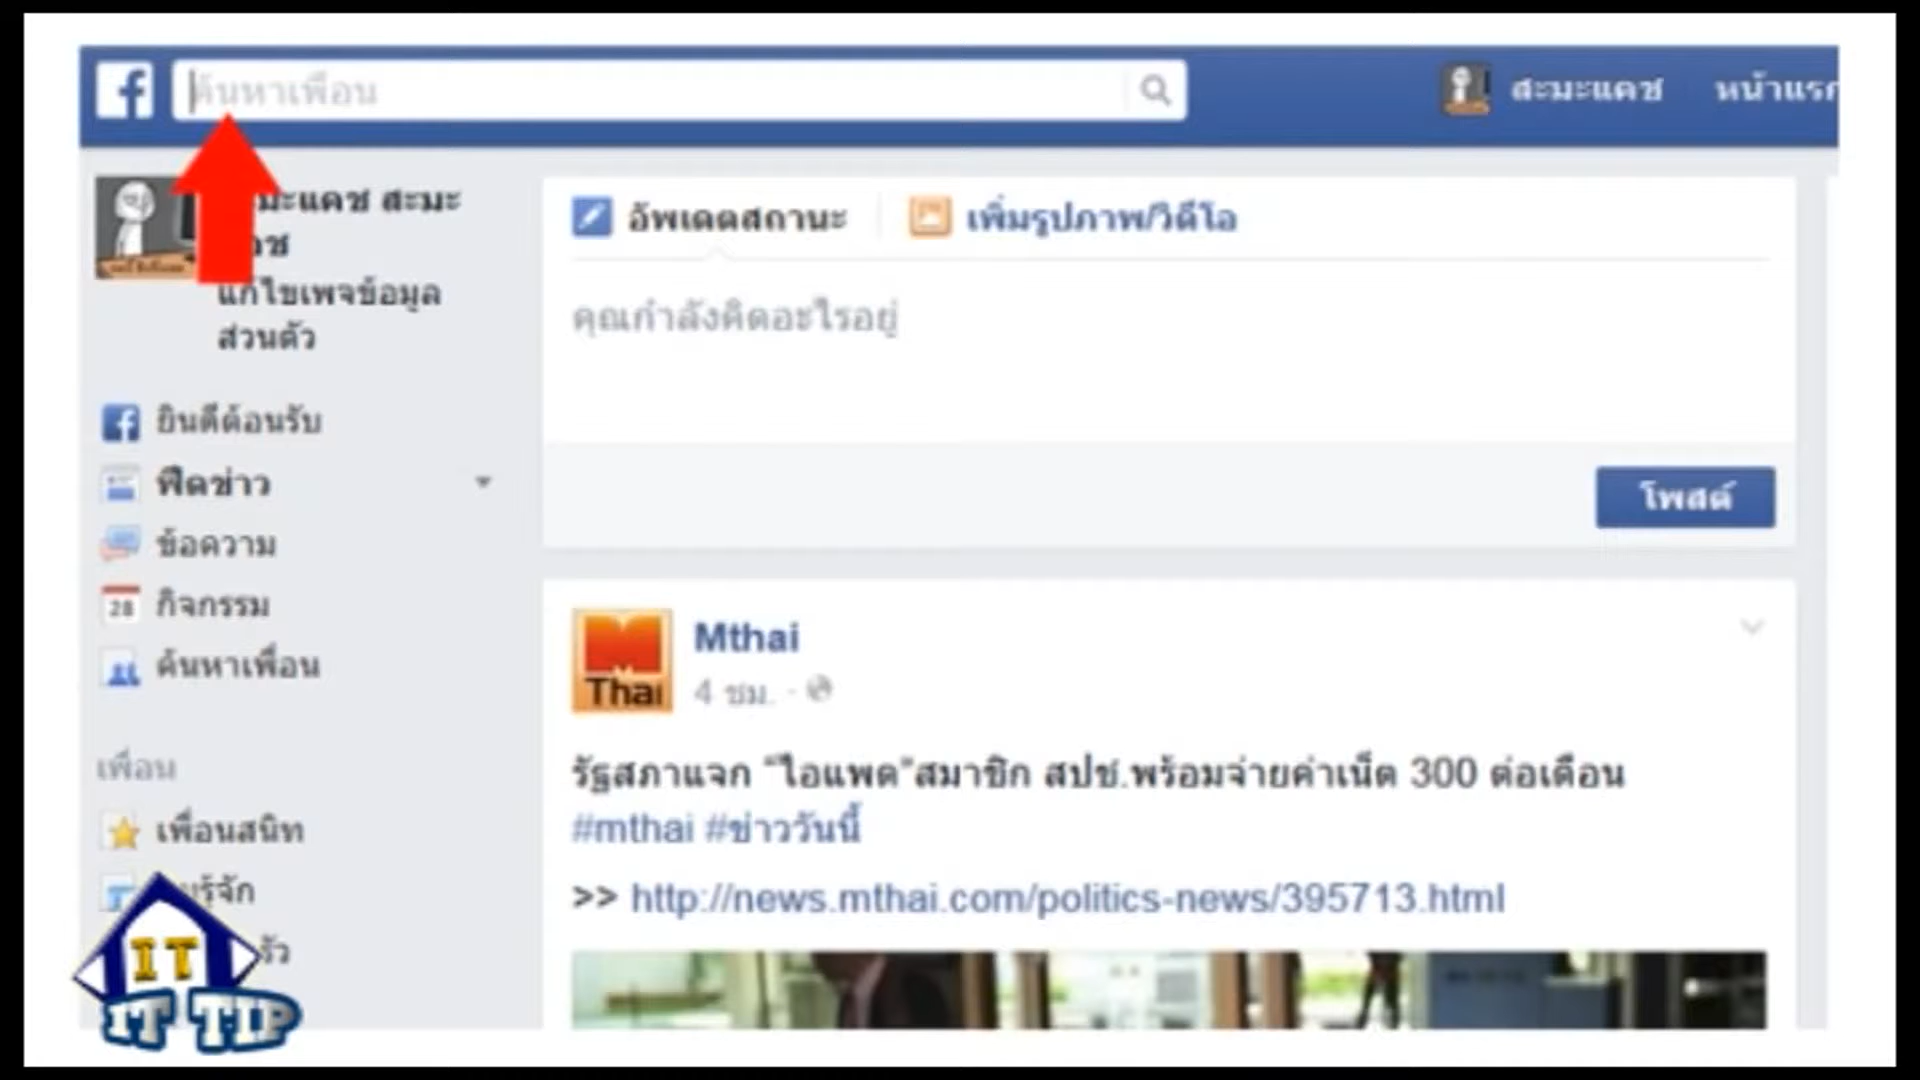 ค้นหาเพื่อน
สะมะแคช
หน้าแรก
แคช สะมะ
แก้ไขเพจข้อมูล
ส่วนตัว
อัพเดตสถานะ
เพิ่มรูปภาพ/วิดีโอ
คุณกำลังคิดอะไรอยู่
โพสต์
ยินดีต้อนรับ
ฟีดข่าว
ข้อความ
28 กิจกรรม
ค้นหาเพื่อน
เพื่อน
เพื่อนสนิท
Mthai
M Thai
4 ชม.
รัฐสภาแจก "ไอแพด"สมาชิก สปช.พร้อมจ่ายค่าเน็ต 300 ต่อเดือน
#mthai #ข่าววันนี้
>> http://news.mthai.com/politics-news/395713.html
IT
IT TIP